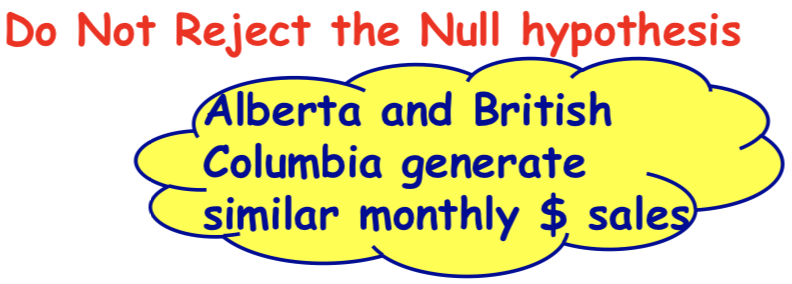 Do Not Reject the Null hypothesis
Alberta and British
Columbia generate
similar monthly $ sales